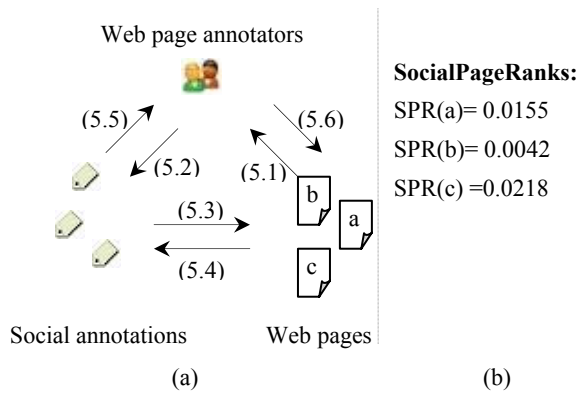 Web page annotators
(5.5)
(5.6)
(5.2)
(5.1)
b
(5.3)
a
(5.4)
c
Social annotations
Web pages
(a)
SocialPageRanks:
SPR(a)= 0.0155
SPR(b)= 0.0042
SPR(c) =0.0218
(b)